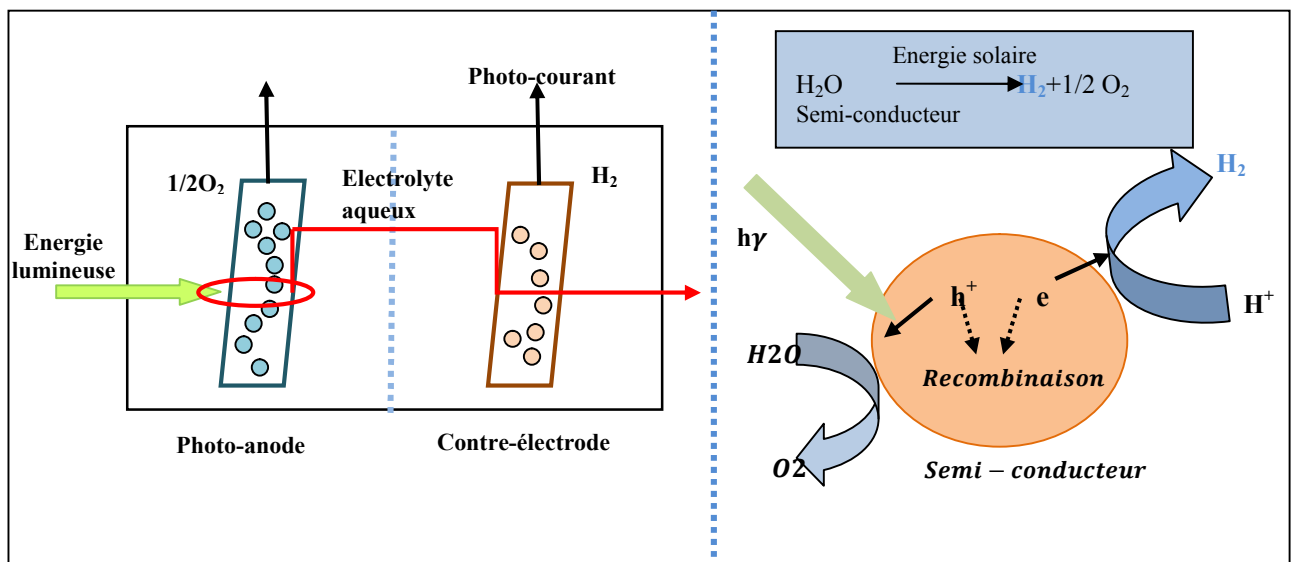 Photo-courant
1/2O₂
Electrolyte
aqueux
H₂
Energie
lumineuse
Photo-anode
Contre-électrode
Energie solaire
H₂O H₂+1/2 O₂
Semi-conducteur
H₂
hγ
h⁺ e
H⁺
H2O
Recombinaison
O2
Semi − conducteur